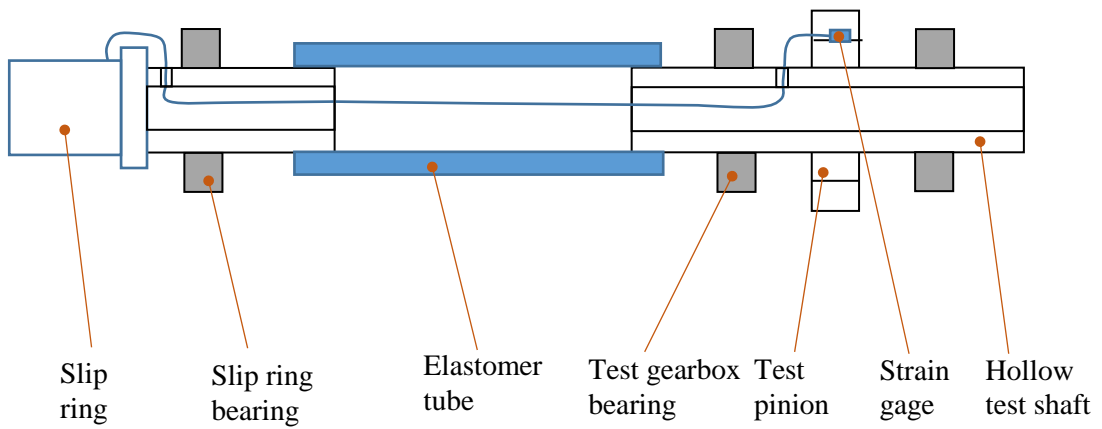 Slip
ring
Slip ring
bearing
Elastomer
tube
Test gearbox
bearing
Test
pinion
Strain
gage
Hollow
test shaft